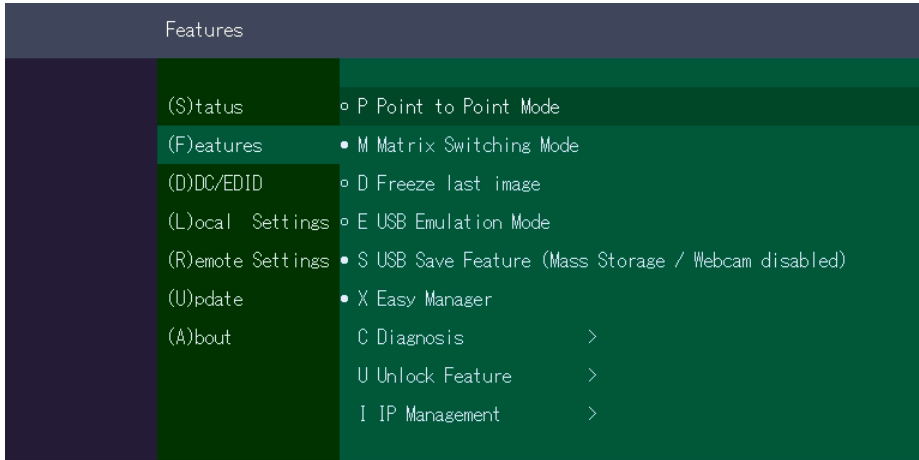 Features
(S)tatus
(F)eatures
(D)DC/EDID
(L)ocal Settings
(R)emote Settings
(U)pdate
(A)bout
P Point to Point Mode
M Matrix Switching Mode
D Freeze last image
E USB Emulation Mode
S USB Save Feature (Mass Storage / Webcam disabled)
X Easy Manager
C Diagnosis >
U Unlock Feature >
I IP Management >